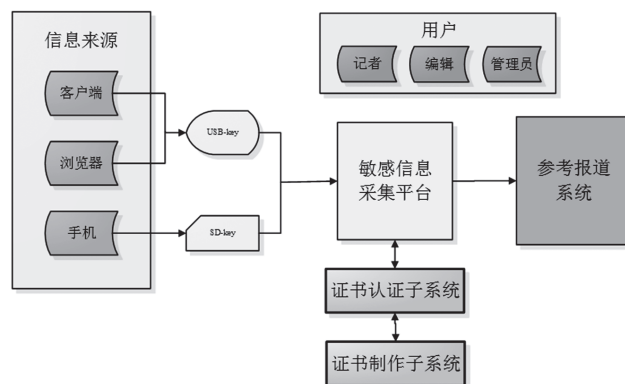 信息来源
客户端
浏览器
手机
USB-key
SD-key
用户
记者
编辑
管理员
敏感信息
采集平台
参考报道
系统
证书认证子系统
证书制作子系统